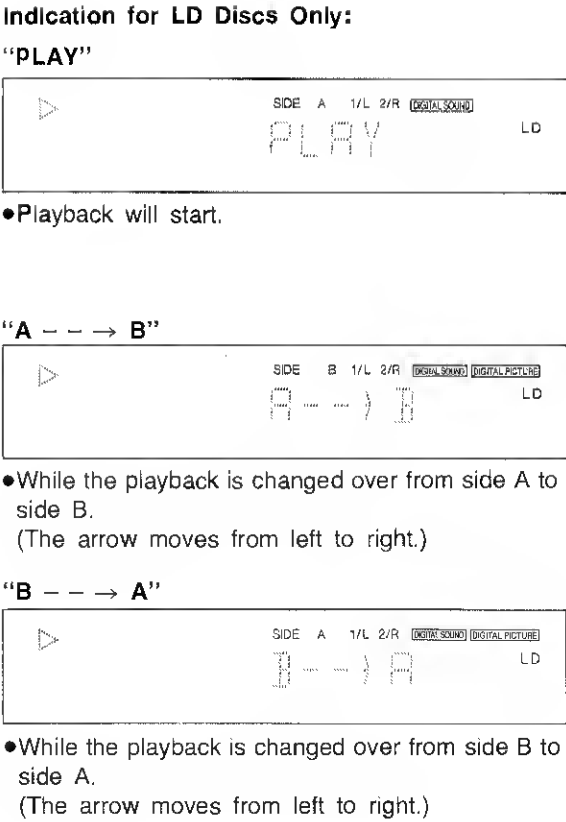 Indication for LD Discs Only:
“PLAY”
SIDE A 1/L 2/R DIGITAL SOUND
PLAY LD
●Playback will start.
“A – – → B”
SIDE B 1/L 2/R DIGITAL SOUND DIGITAL PICTURE
A--〉B LD
●While the playback is changed over from side A to
side B.
(The arrow moves from left to right.)
“B – – → A”
SIDE A 1/L 2/R DIGITAL SOUND DIGITAL PICTURE
B--〉A LD
●While the playback is changed over from side B to
side A.
(The arrow moves from left to right.)